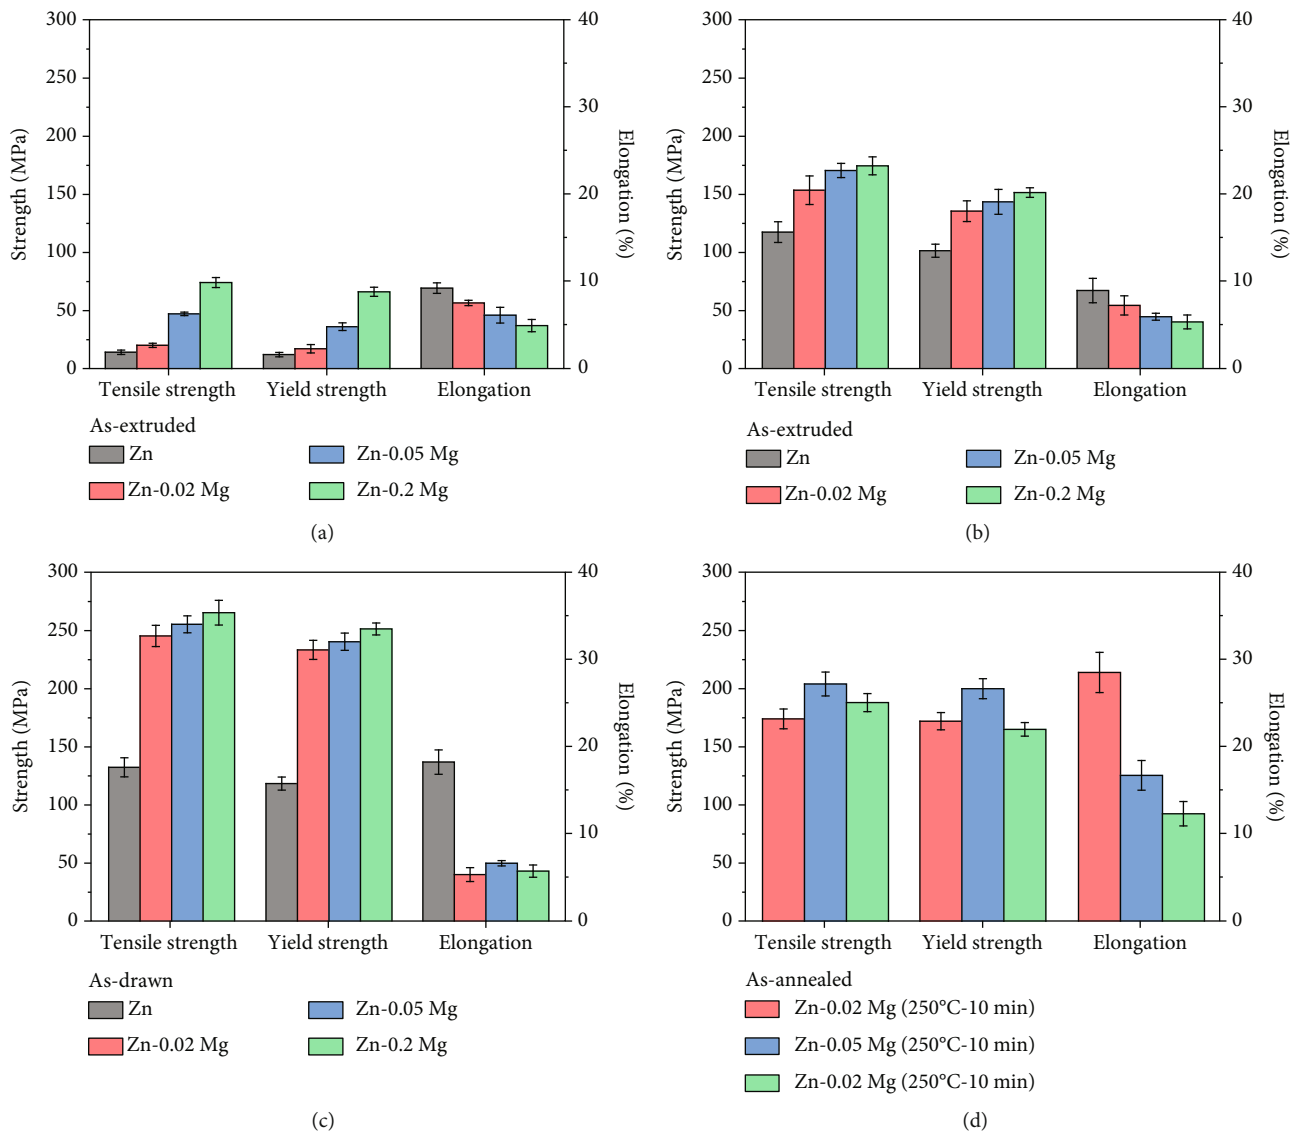 300
250
200
150
100
50
0
Strength (MPa)
40
30
20
10
0
Elongation (%)
Tensile strength
Yield strength
Elongation
As-extruded
Zn
Zn-0.05 Mg
Zn-0.02 Mg
Zn-0.2 Mg
(a)
300
250
200
150
100
50
0
Strength (MPa)
40
30
20
10
0
Elongation (%)
Tensile strength
Yield strength
Elongation
As-extruded
Zn
Zn-0.05 Mg
Zn-0.02 Mg
Zn-0.2 Mg
(b)
300
250
200
150
100
50
0
Strength (MPa)
40
30
20
10
0
Elongation (%)
Tensile strength
Yield strength
Elongation
As-drawn
Zn
Zn-0.05 Mg
Zn-0.02 Mg
Zn-0.2 Mg
(c)
300
250
200
150
100
50
0
Strength (MPa)
40
30
20
10
0
Elongation (%)
Tensile strength
Yield strength
Elongation
As-annealed
Zn-0.02 Mg (250°C-10 min)
Zn-0.05 Mg (250°C-10 min)
Zn-0.02 Mg (250°C-10 min)
(d)